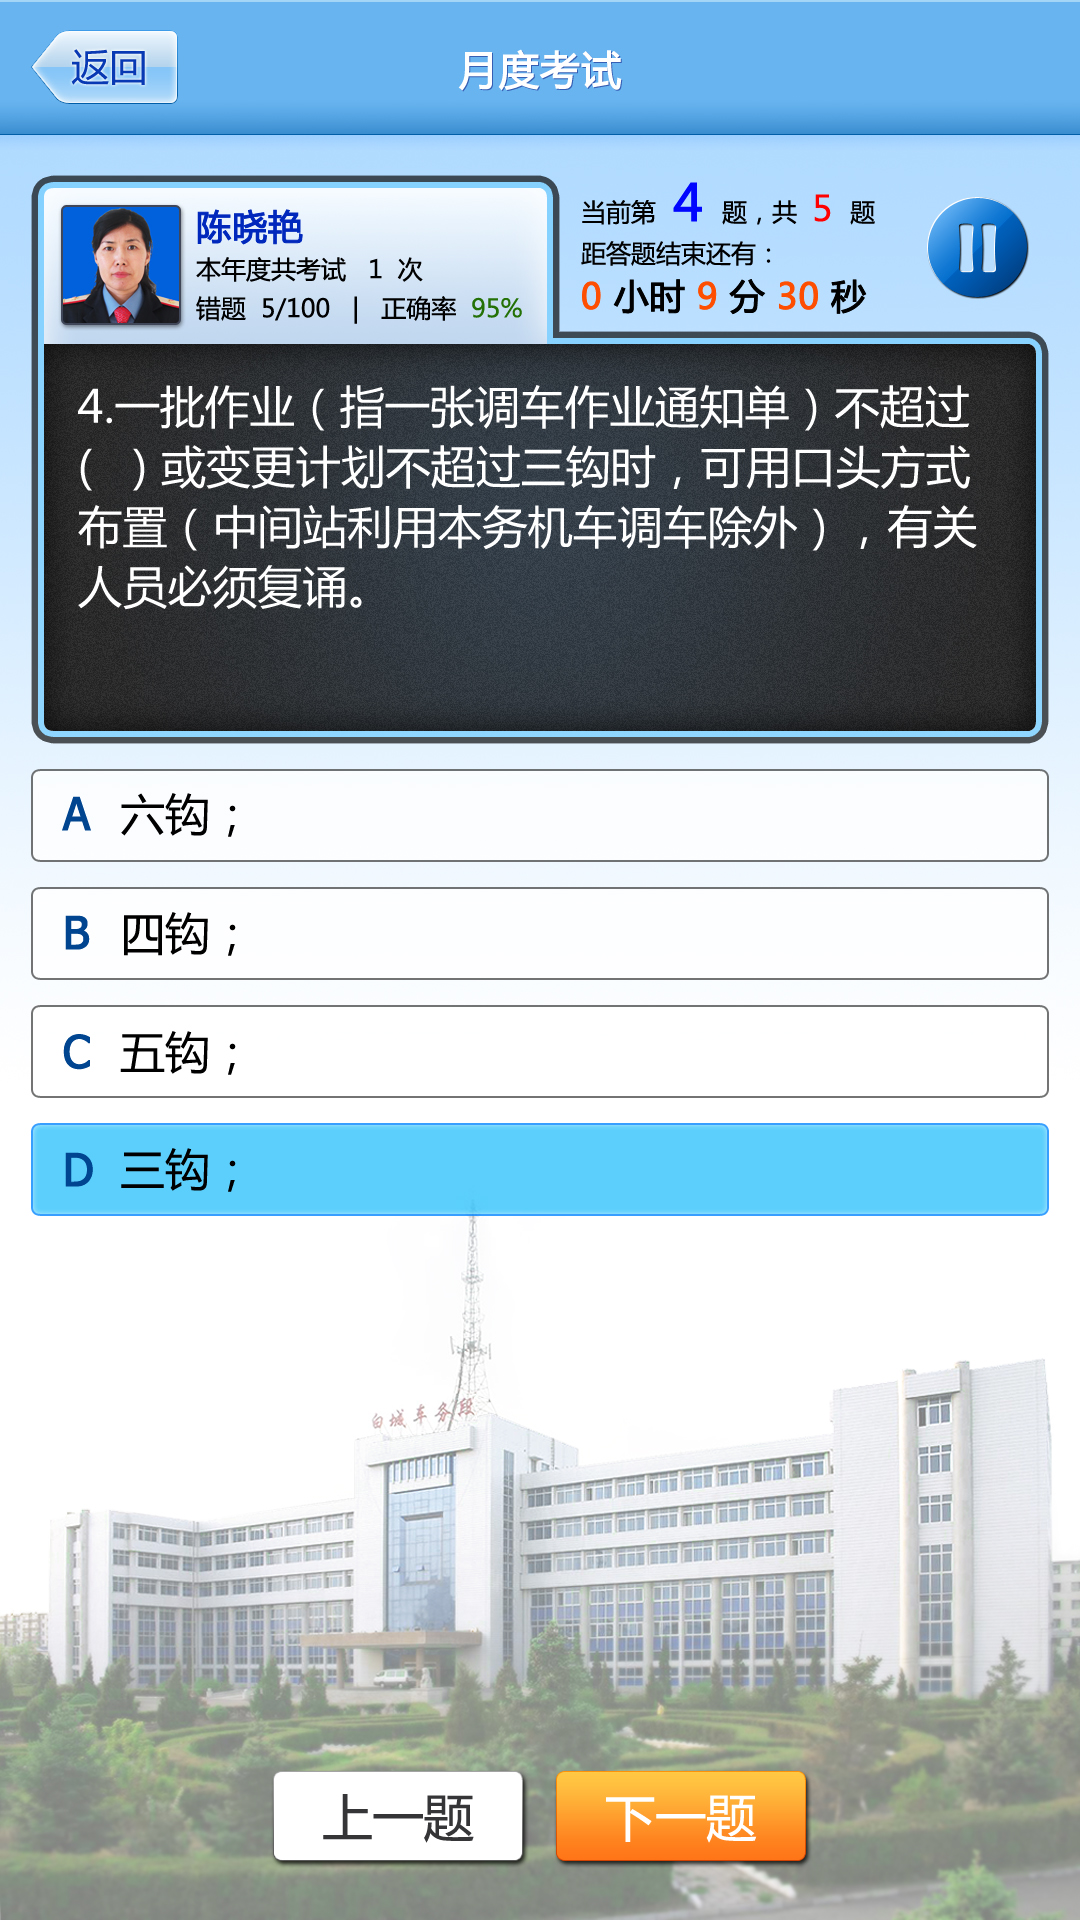 返回
月度考试
陈晓艳
本年度共考试 1 次
错题 5/100 | 正确率 95%
当前第 4 题，共 5 题
距答题结束还有：
0 小时 9 分 30 秒
4.一批作业（指一张调车作业通知单）不超过
( )或变更计划不超过三钩时，可用口头方式
布置（中间站利用本务机车调车除外），有关
人员必须复诵。
A 六钩；
B 四钩；
C 五钩；
D 三钩；
白城车务段
上一题
下一题